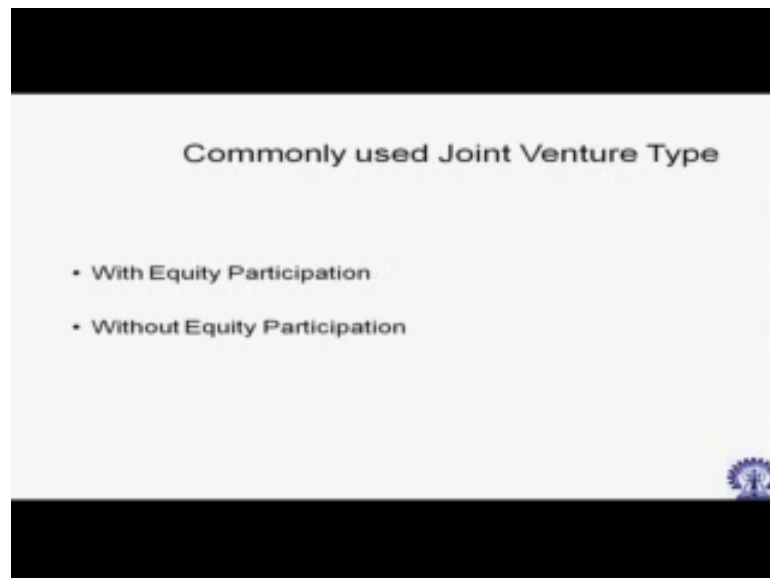 Commonly used Joint Venture Type
• With Equity Participation
• Without Equity Participation